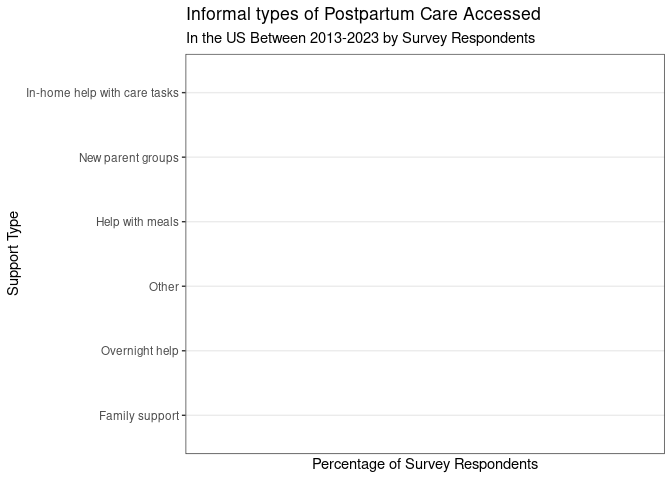 Informal types of Postpartum Care Accessed
In the US Between 2013-2023 by Survey Respondents
Support Type
In-home help with care tasks
New parent groups
Help with meals
Other
Overnight help
Family support
Percentage of Survey Respondents